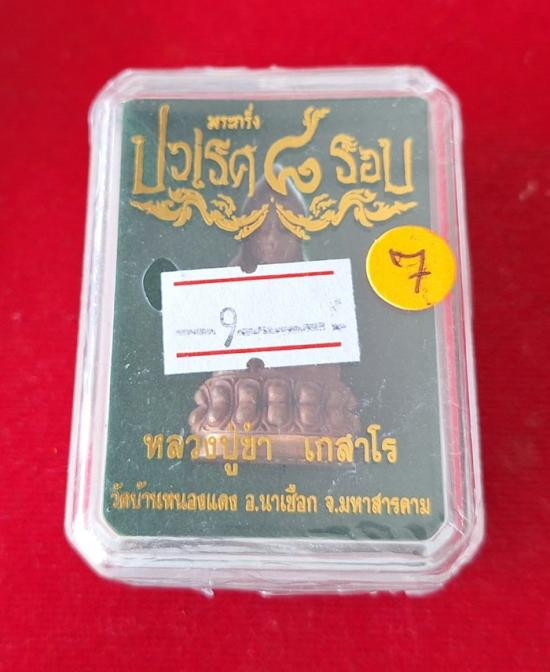 พระกริ่ง
ปวเรศ ๘ รอบ
7
9
หลวงปู่ขำ เกสาโร
วัดบ้านหนองแดง อ.นาเชือก จ.มหาสารคาม